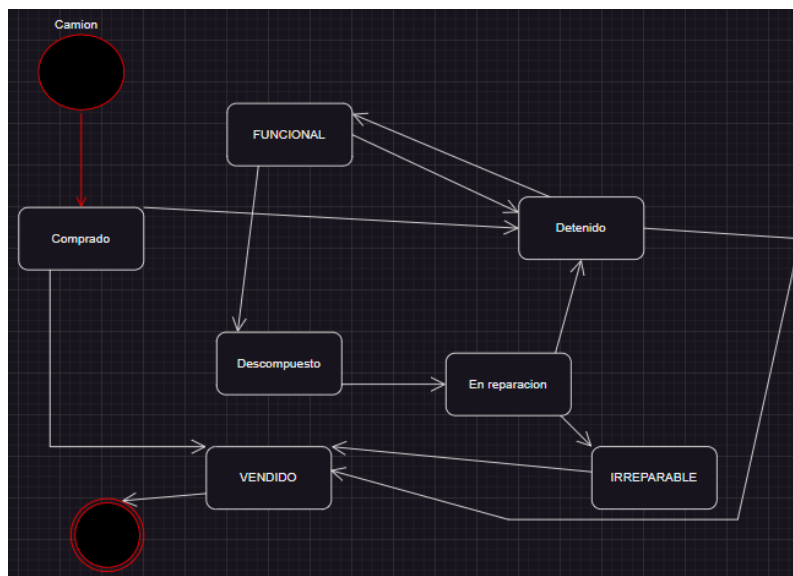 Camion
FUNCIONAL
Comprado
Detenido
Descompuesto
En reparacion
VENDIDO
IRREPARABLE